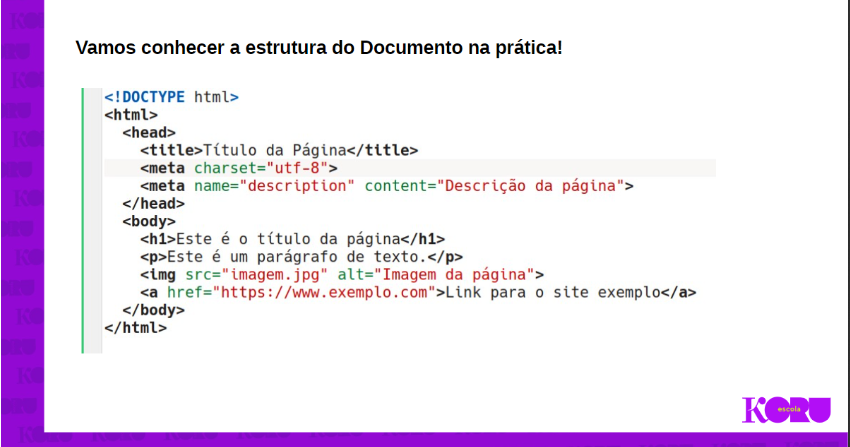 Vamos conhecer a estrutura do Documento na prática!
<!DOCTYPE html>
<html>
  <head>
    <title>Título da Página</title>
    <meta charset="utf-8">
    <meta name="description" content="Descrição da página">
  </head>
  <body>
    <h1>Este é o título da página</h1>
    <p>Este é um parágrafo de texto.</p>
    <img src="imagem.jpg" alt="Imagem da página">
    <a href="https://www.exemplo.com">Link para o site exemplo</a>
  </body>
</html>
escola
KORU